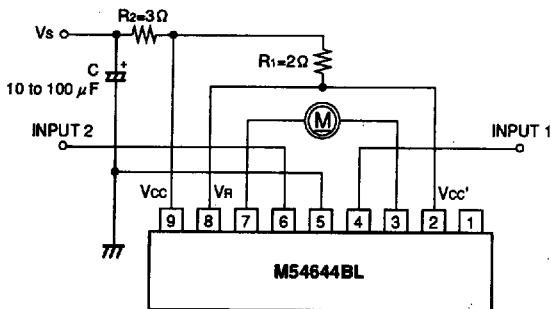 Vs
R2=3Ω
R1=2Ω
C
+
10 to 100 μF
M
INPUT 2
INPUT 1
Vcc
VR
Vcc'
9 8 7 6 5 4 3 2 1
M54644BL